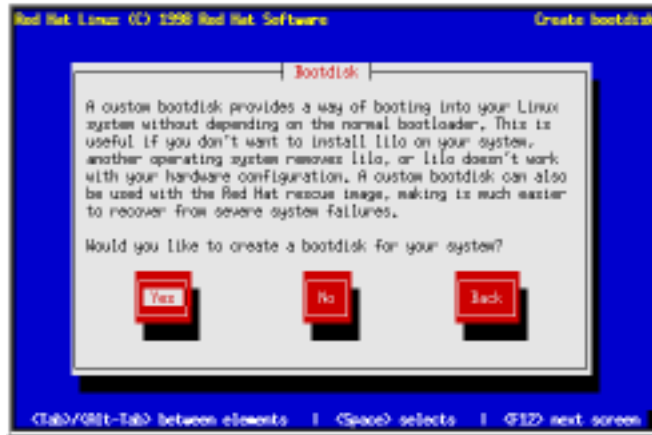 Red Hat Linux (C) 1998 Red Hat Software Create bootdisk
Bootdisk
A custom bootdisk provides a way of booting into your Linux
system without depending on the normal bootloader. This is
useful if you don't want to install lilo on your system,
another operating system removes lilo, or lilo doesn't work
with your hardware configuration. A custom bootdisk can also
be used with the Red Hat rescue image, making is much easier
to recover from severe system failures.
Would you like to create a bootdisk for your system?
Yes No Back
<Tab>/<Alt-Tab> between elements | <Space> selects | <F12> next screen